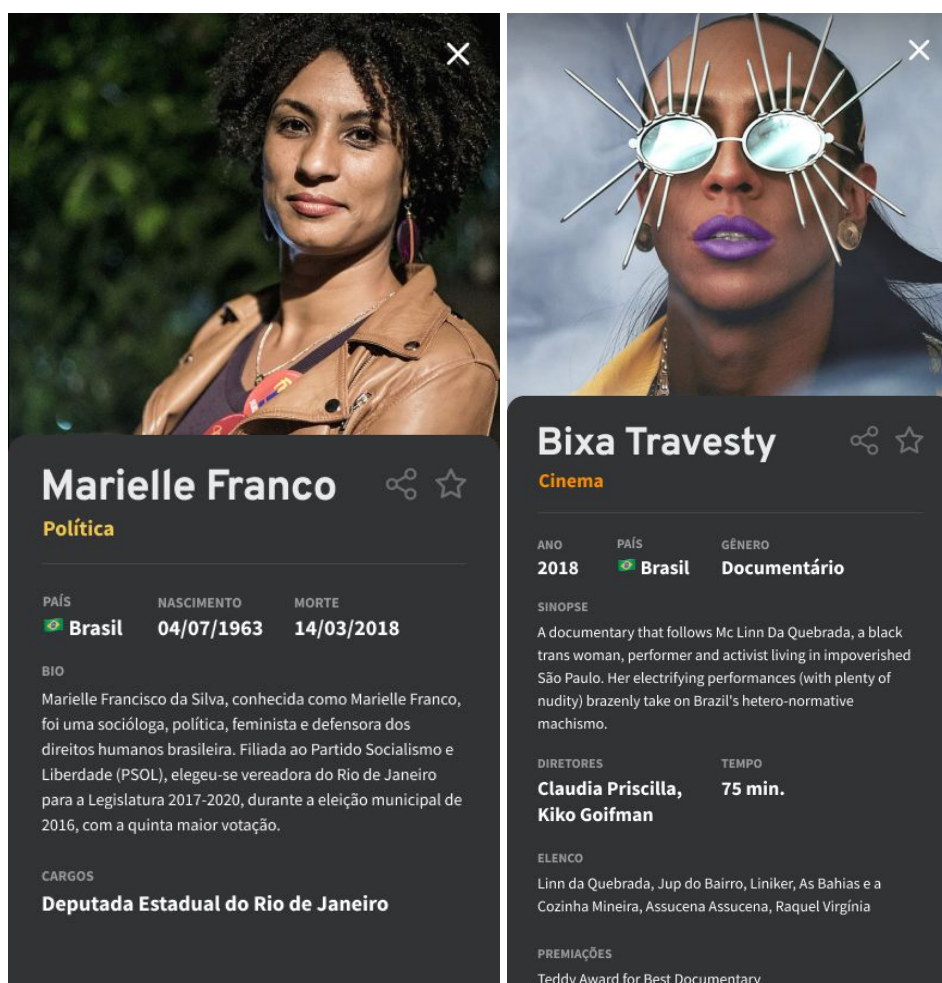 Marielle Franco
Política
PAÍS NASCIMENTO MORTE
Brasil 04/07/1963 14/03/2018
BIO
Marielle Francisco da Silva, conhecida como Marielle Franco,
foi uma socióloga, política, feminista e defensora dos
direitos humanos brasileira. Filiada ao Partido Socialismo e
Liberdade (PSOL), elegeu-se vereadora do Rio de Janeiro
para a Legislatura 2017-2020, durante a eleição municipal de
2016, com a quinta maior votação.
CARGOS
Deputada Estadual do Rio de Janeiro
Bixa Travesty
Cinema
ANO PAÍS GÊNERO
2018 Brasil Documentário
SINOPSE
A documentary that follows Mc Linn Da Quebrada, a black
trans woman, performer and activist living in impoverished
São Paulo. Her electrifying performances (with plenty of
nudity) brazenly take on Brazil's hetero-normative
machismo.
DIRETORES TEMPO
Claudia Priscilla, 75 min.
Kiko Goifman
ELENCO
Linn da Quebrada, Jup do Bairro, Liniker, As Bahias e a
Cozinha Mineira, Assucena Assucena, Raquel Virgínia
PREMIAÇÕES
Teddy Award for Best Documentary